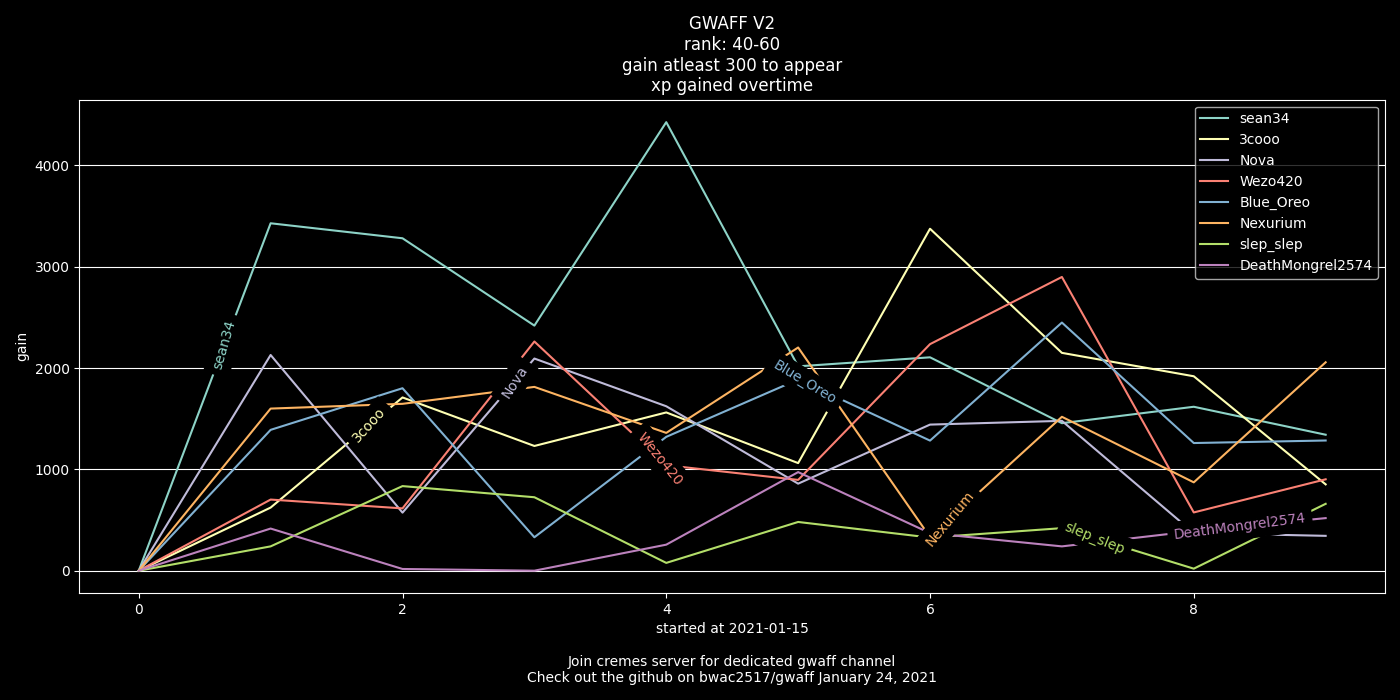 GWAFF V2
rank: 40-60
gain atleast 300 to appear
xp gained overtime
gain
4000
3000
2000
1000
0
0
2
4
6
8
sean34
3cooo
Nova
Wezo420
Blue_Oreo
Nexurium
slep_slep
DeathMongrel2574
sean34
3cooo
Nova
Wezo420
Blue_Oreo
Nexurium
slep_slep
DeathMongrel2574
started at 2021-01-15
Join cremes server for dedicated gwaff channel
Check out the github on bwac2517/gwaff January 24, 2021